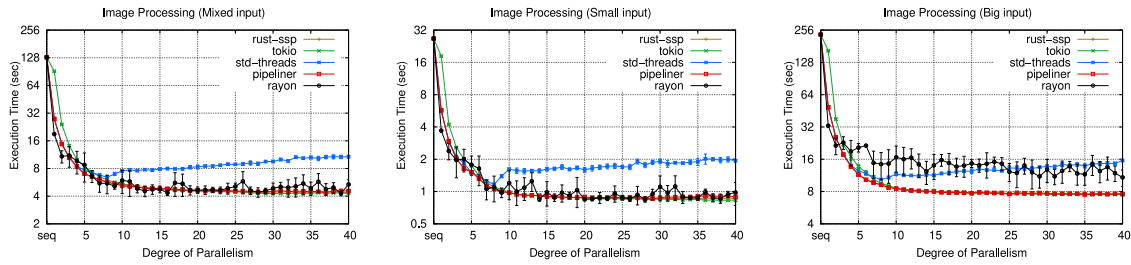 Image Processing (Mixed input)
Execution Time (sec)
256
128
64
32
16
8
4
2
rust-ssp
tokio
std-threads
pipeliner
rayon
seq 5 10 15 20 25 30 35 40
Degree of Parallelism
Image Processing (Small input)
Execution Time (sec)
32
16
8
4
2
1
0.5
rust-ssp
tokio
std-threads
pipeliner
rayon
seq 5 10 15 20 25 30 35 40
Degree of Parallelism
Image Processing (Big input)
Execution Time (sec)
256
128
64
32
16
8
4
rust-ssp
tokio
std-threads
pipeliner
rayon
seq 5 10 15 20 25 30 35 40
Degree of Parallelism